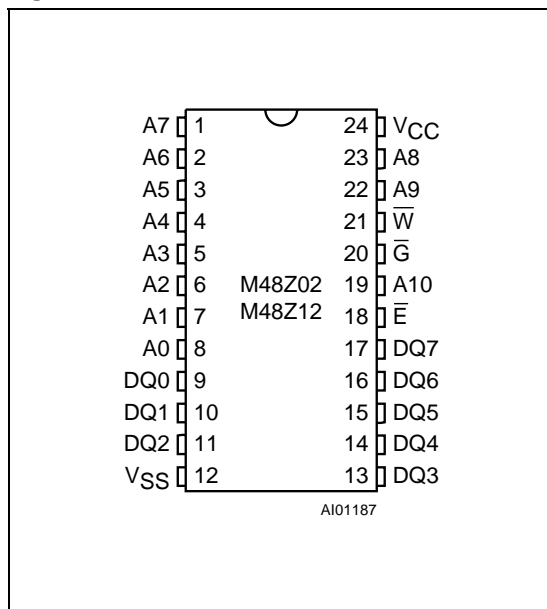 A7 1 24 VCC
A6 2 23 A8
A5 3 22 A9
A4 4 21 W̅
A3 5 20 G̅
A2 6 M48Z02 19 A10
A1 7 M48Z12 18 E̅
A0 8 17 DQ7
DQ0 9 16 DQ6
DQ1 10 15 DQ5
DQ2 11 14 DQ4
VSS 12 13 DQ3
AI01187